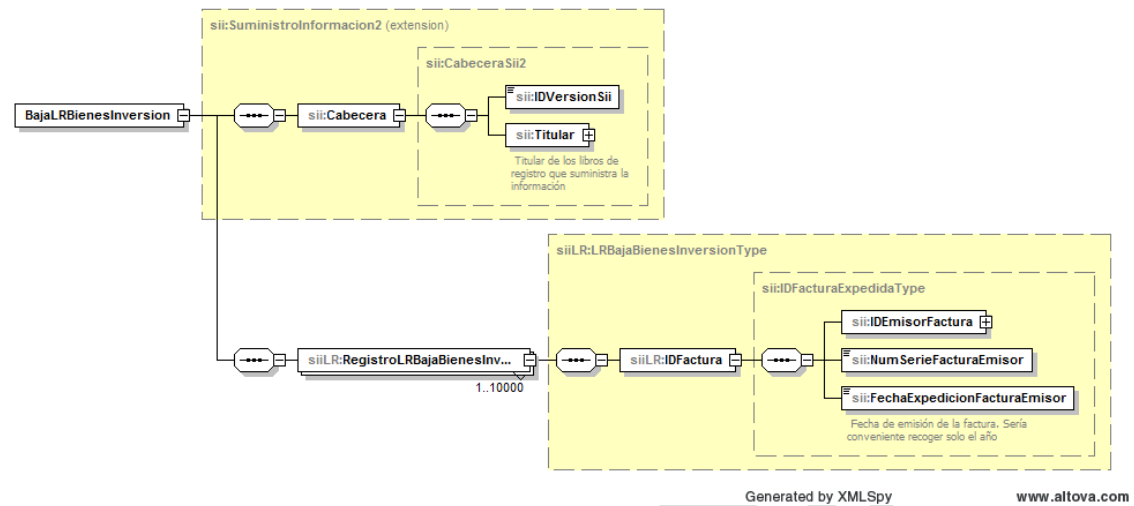 sii:SuministroInformacion2 (extension)
sii:CabeceraSii2
BajaLRBienesInversion
sii:Cabecera
sii:IDVersionSii
sii:Titular
Titular de los libros de
registro que suministra la
información
siiLR:LRBajaBienesInversionType
sii:IDFacturaExpedidaType
siiLR:RegistroLRBajaBienesInv...
1..10000
siiLR:IDFactura
sii:IDEmisorFactura
sii:NumSerieFacturaEmisor
sii:FechaExpedicionFacturaEmisor
Fecha de emisión de la factura. Sería
conveniente recoger solo el año
Generated by XMLSpy
www.altova.com